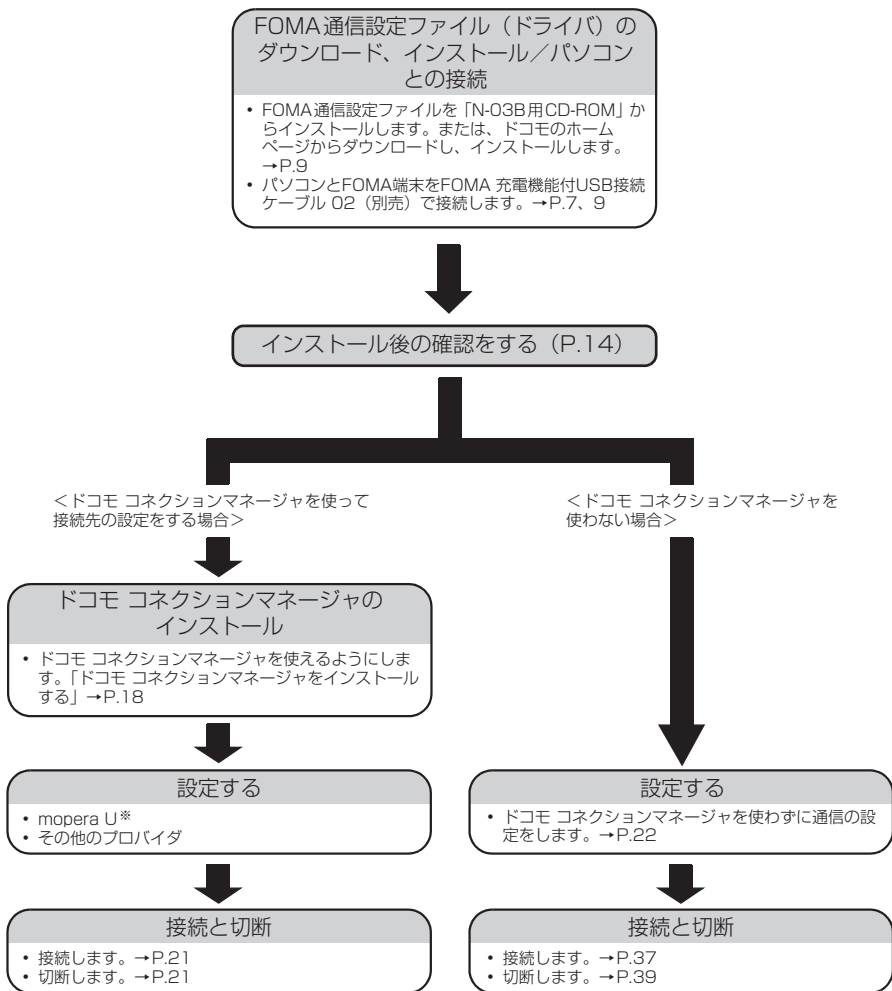 FOMA通信設定ファイル（ドライバ）の
ダウンロード、インストール／パソコン
との接続
• FOMA通信設定ファイルを「N-03B用CD-ROM」か
らインストールします。または、ドコモのホーム
ページからダウンロードし、インストールします。
→P.9
• パソコンとFOMA端末をFOMA 充電機能付USB接続
ケーブル 02（別売）で接続します。→P.7、9
インストール後の確認をする（P.14）
＜ドコモ コネクションマネージャを使って
接続先の設定をする場合＞
ドコモ コネクションマネージャの
インストール
• ドコモ コネクションマネージャを使えるようにしま
す。「ドコモ コネクションマネージャをインストール
する」→P.18
設定する
• mopera U※
• その他のプロバイダ
接続と切断
• 接続します。→P.21
• 切断します。→P.21
＜ドコモ コネクションマネージャを
使わない場合＞
設定する
• ドコモ コネクションマネージャを使わずに通信の設
定をします。→P.22
接続と切断
• 接続します。→P.37
• 切断します。→P.39